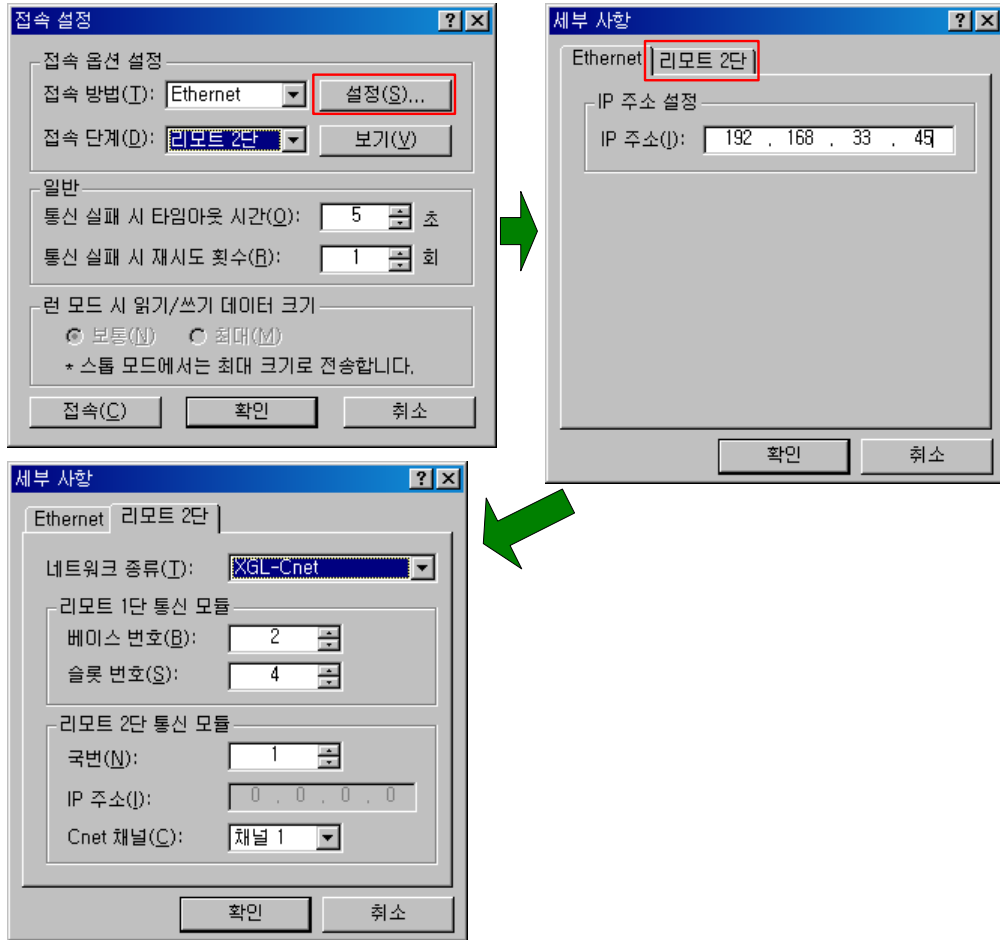 접속 설정
접속 옵션 설정
접속 방법(T): Ethernet 설정(S)...
접속 단계(D): 리모트 2단 보기(V)
일반
통신 실패 시 타임아웃 시간(O): 5 초
통신 실패 시 재시도 횟수(R): 1 회
런 모드 시 읽기/쓰기 데이터 크기
보통(N) 최대(M)
* 스톱 모드에서는 최대 크기로 전송합니다.
접속(C) 확인 취소
세부 사항
Ethernet 리모트 2단
IP 주소 설정
IP 주소(I): 192 . 168 . 33 . 45
확인 취소
세부 사항
Ethernet 리모트 2단
네트워크 종류(T): XGL-Cnet
리모트 1단 통신 모듈
베이스 번호(B): 2
슬롯 번호(S): 4
리모트 2단 통신 모듈
국번(N): 1
IP 주소(I): 0 . 0 . 0 . 0
Cnet 채널(C): 채널 1
확인 취소